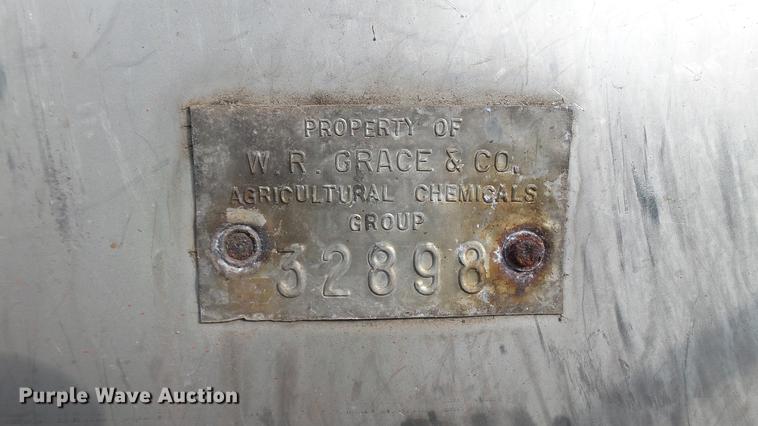 PROPERTY OF
W. R. GRACE & CO.
AGRICULTURAL CHEMICALS
GROUP
32898
Purple Wave Auction